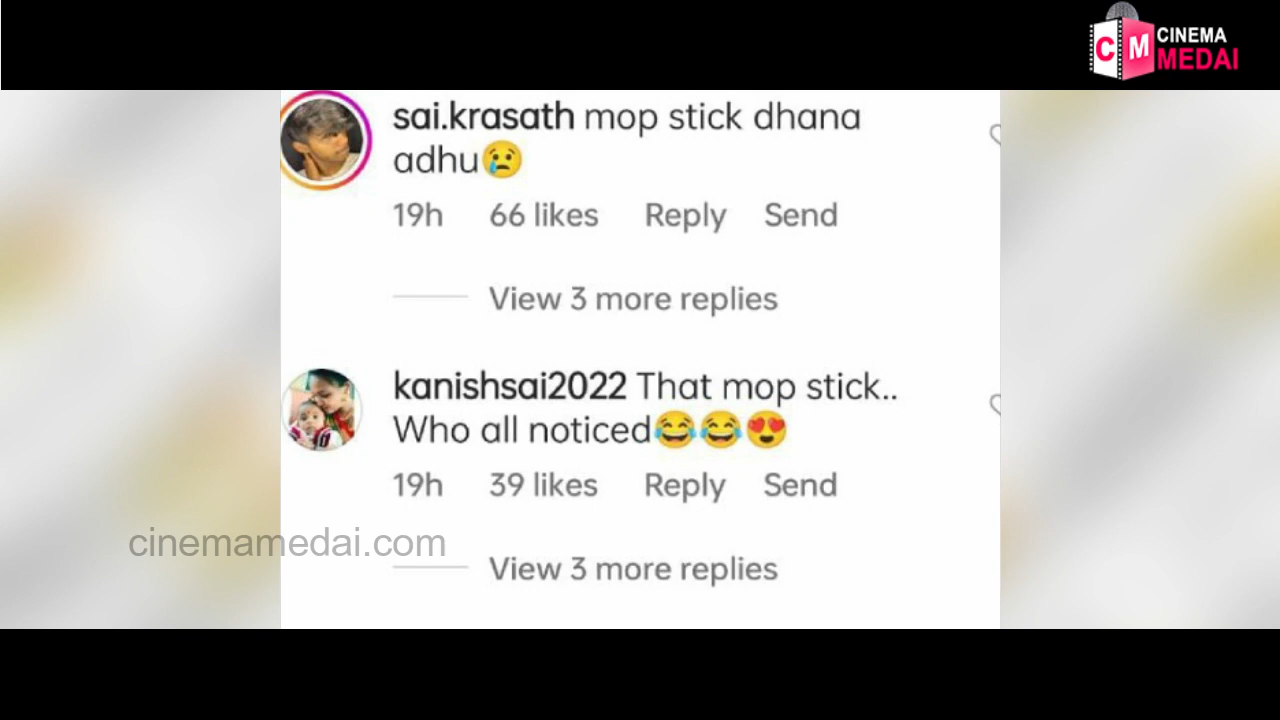 CM CINEMA
MEDAI
sai.krasath mop stick dhana
adhu😢
19h 66 likes Reply Send
View 3 more replies
kanishsai2022 That mop stick..
Who all noticed😂😂😍
19h 39 likes Reply Send
cinemamedai.com
View 3 more replies